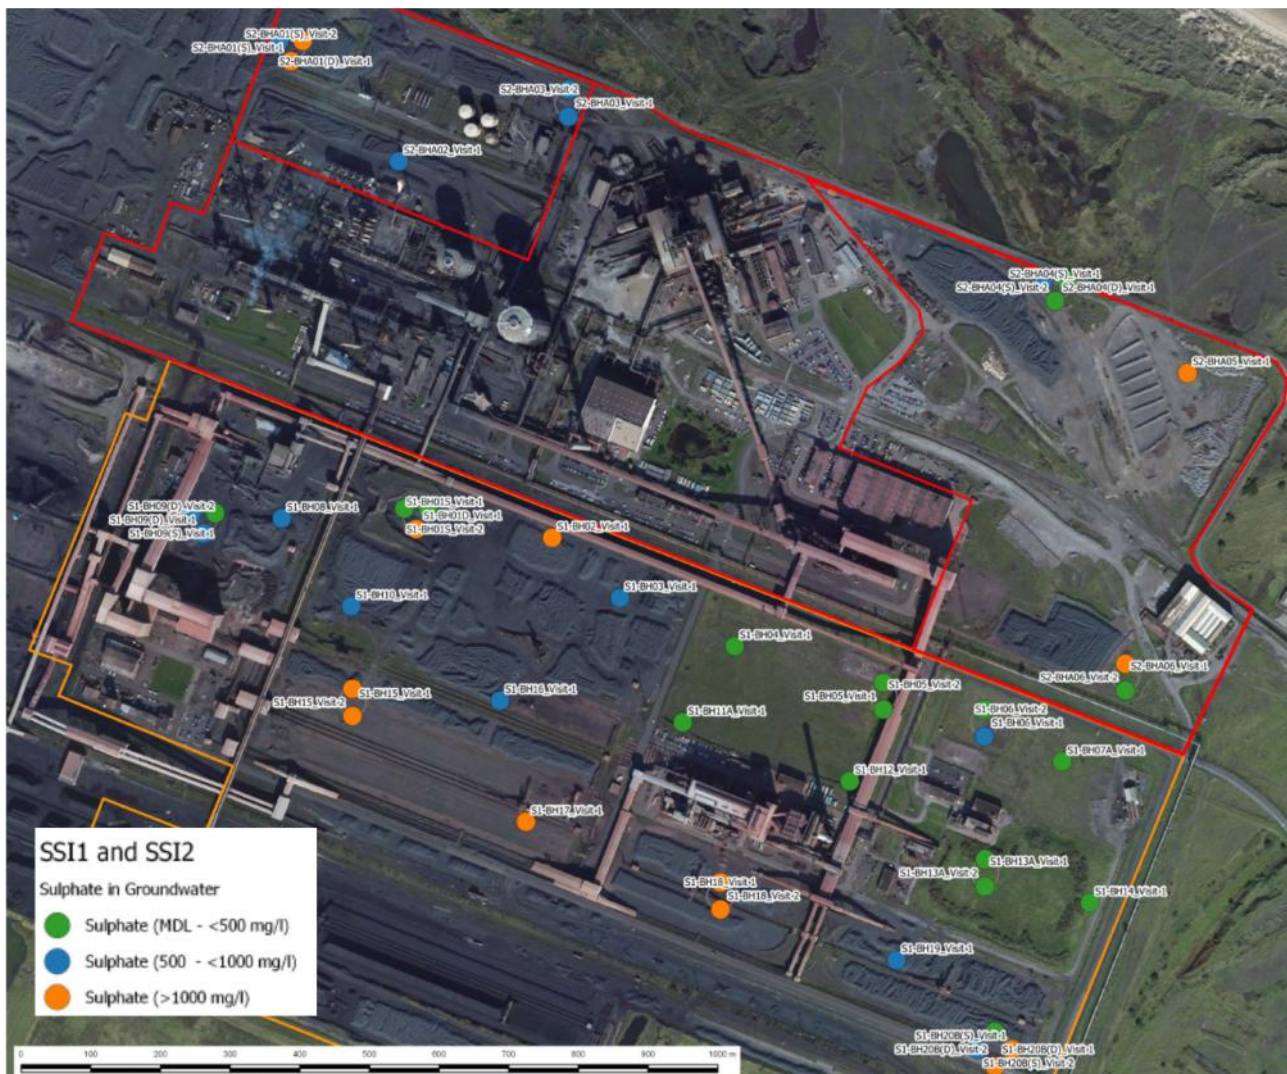 S2-BHA01(S)_Visit-2
S2-BHA01(S)_Visit-1
S2-BHA01(D)_Visit-1
S2-BHA03_Visit-2
S2-BHA03_Visit-1
S2-BHA02_Visit-1
S2-BHA04(S)_Visit-1
S2-BHA04(S)_Visit-2
S2-BHA04(D)_Visit-1
S2-BHA05_Visit-1
S1-BH09(D)_Visit-2
S1-BH09(D)_Visit-1
S1-BH09(S)_Visit-1
S1-BH08_Visit-1
S1-BH01S_Visit-1
S1-BH01D_Visit-1
S1-BH01S_Visit-2
S1-BH02_Visit-1
S1-BH10_Visit-1
S1-BH03_Visit-1
S1-BH04_Visit-1
S2-BHA06_Visit-1
S2-BHA06_Visit-2
S1-BH05_Visit-2
S1-BH05_Visit-1
S1-BH15_Visit-1
S1-BH15_Visit-2
S1-BH16_Visit-1
S1-BH11A_Visit-1
S1-BH06_Visit-2
S1-BH06_Visit-1
S1-BH07A_Visit-1
S1-BH12_Visit-1
S1-BH17_Visit-1
S1-BH13A_Visit-1
S1-BH13A_Visit-2
S1-BH18_Visit-1
S1-BH18_Visit-2
S1-BH14_Visit-1
S1-BH19_Visit-1
S1-BH20B(S)_Visit-1
S1-BH20B(D)_Visit-2
S1-BH20B(D)_Visit-1
S1-BH20B(S)_Visit-2
SSI1 and SSI2
Sulphate in Groundwater
Sulphate (MDL - <500 mg/l)
Sulphate (500 - <1000 mg/l)
Sulphate (>1000 mg/l)
0 100 200 300 400 500 600 700 800 900 1000 m